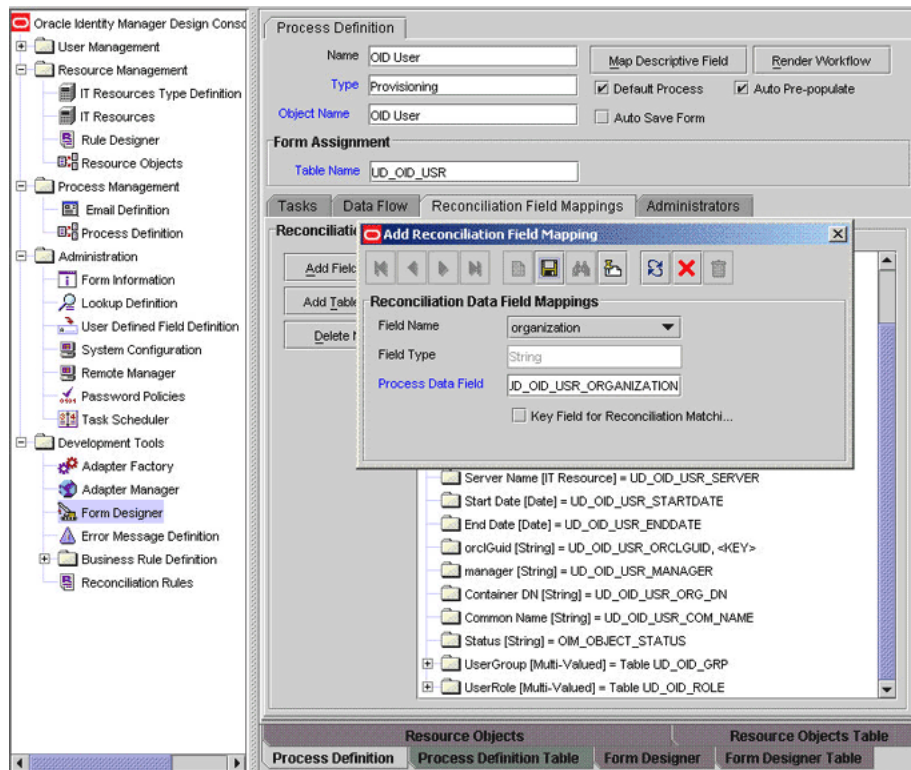 Oracle Identity Manager Design Conso
User Management
Resource Management
IT Resources Type Definition
IT Resources
Rule Designer
Resource Objects
Process Management
Email Definition
Process Definition
Administration
Form Information
Lookup Definition
User Defined Field Definition
System Configuration
Remote Manager
Password Policies
Task Scheduler
Development Tools
Adapter Factory
Adapter Manager
Form Designer
Error Message Definition
Business Rule Definition
Reconciliation Rules
Process Definition
Name OID User
Map Descriptive Field Render Workflow
Type Provisioning
Default Process Auto Pre-populate
Object Name OID User
Auto Save Form
Form Assignment
Table Name UD_OID_USR
Tasks Data Flow Reconciliation Field Mappings Administrators
Reconciliati
Add Fiel
Add Table
Delete
Add Reconciliation Field Mapping
Reconciliation Data Field Mappings
Field Name organization
Field Type String
Process Data Field JD_OID_USR_ORGANIZATION
Key Field for Reconciliation Matchi...
Server Name [IT Resource] = UD_OID_USR_SERVER
Start Date [Date] = UD_OID_USR_STARTDATE
End Date [Date] = UD_OID_USR_ENDDATE
orclGuid [String] = UD_OID_USR_ORCLGUID, <KEY>
manager [String] = UD_OID_USR_MANAGER
Container DN [String] = UD_OID_USR_ORG_DN
Common Name [String] = UD_OID_USR_COM_NAME
Status [String] = OIM_OBJECT_STATUS
UserGroup [Multi-Valued] = Table UD_OID_GRP
UserRole [Multi-Valued] = Table UD_OID_ROLE
Resource Objects Resource Objects Table
Process Definition Process Definition Table Form Designer Form Designer Table